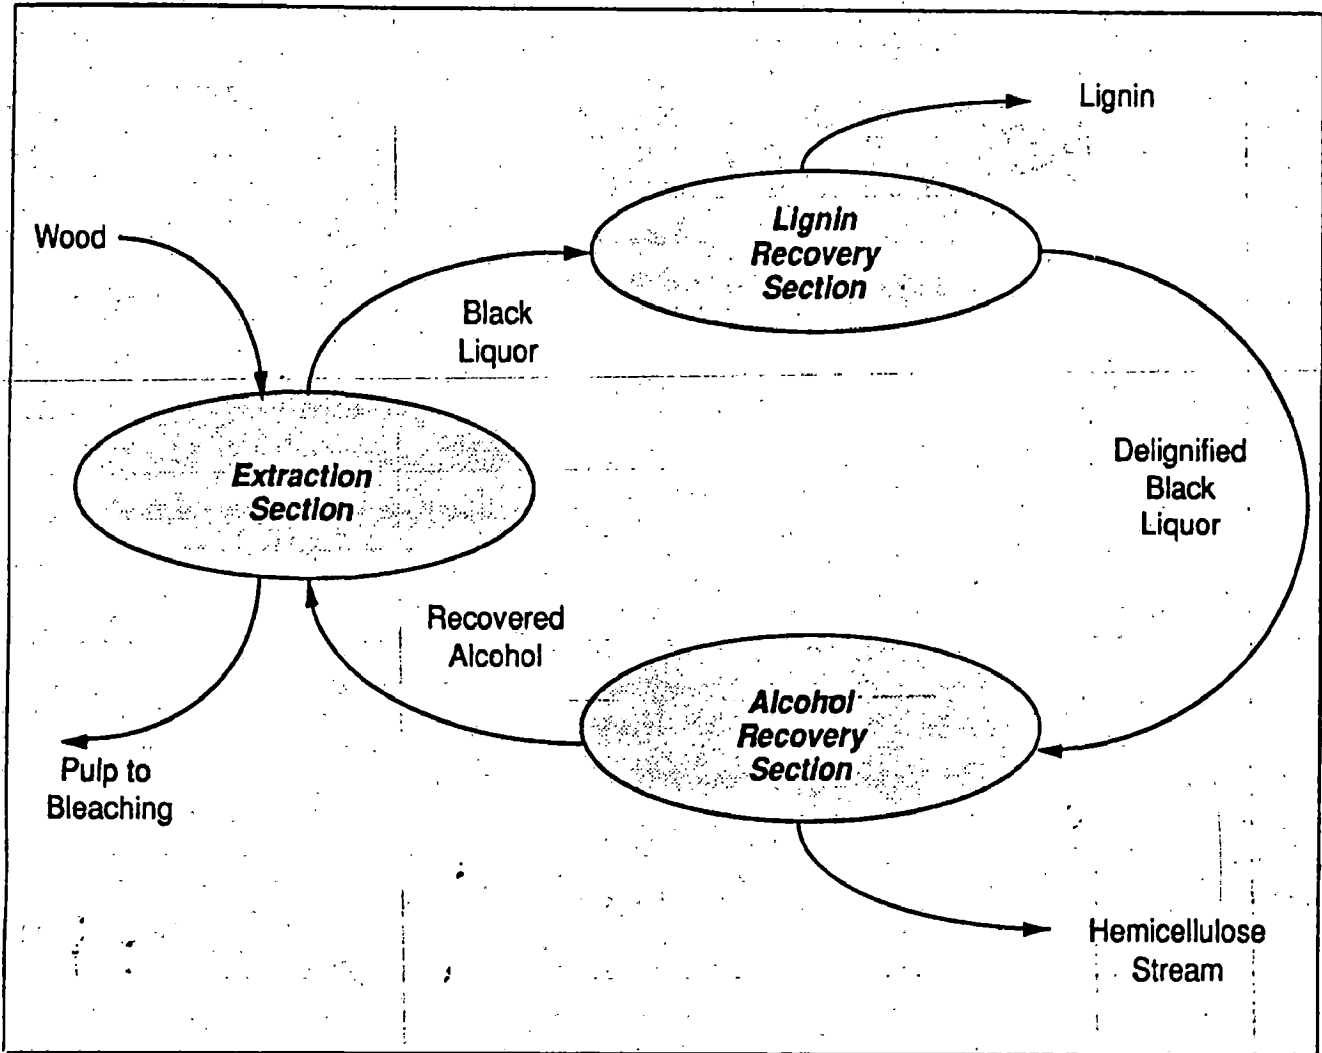 Lignin
Wood
Lignin
Recovery
Section
Black
Liquor
Extraction
Section
Delignified
Black
Liquor
Recovered
Alcohol
Alcohol
Recovery
Section
Pulp to
Bleaching
Hemicellulose
Stream